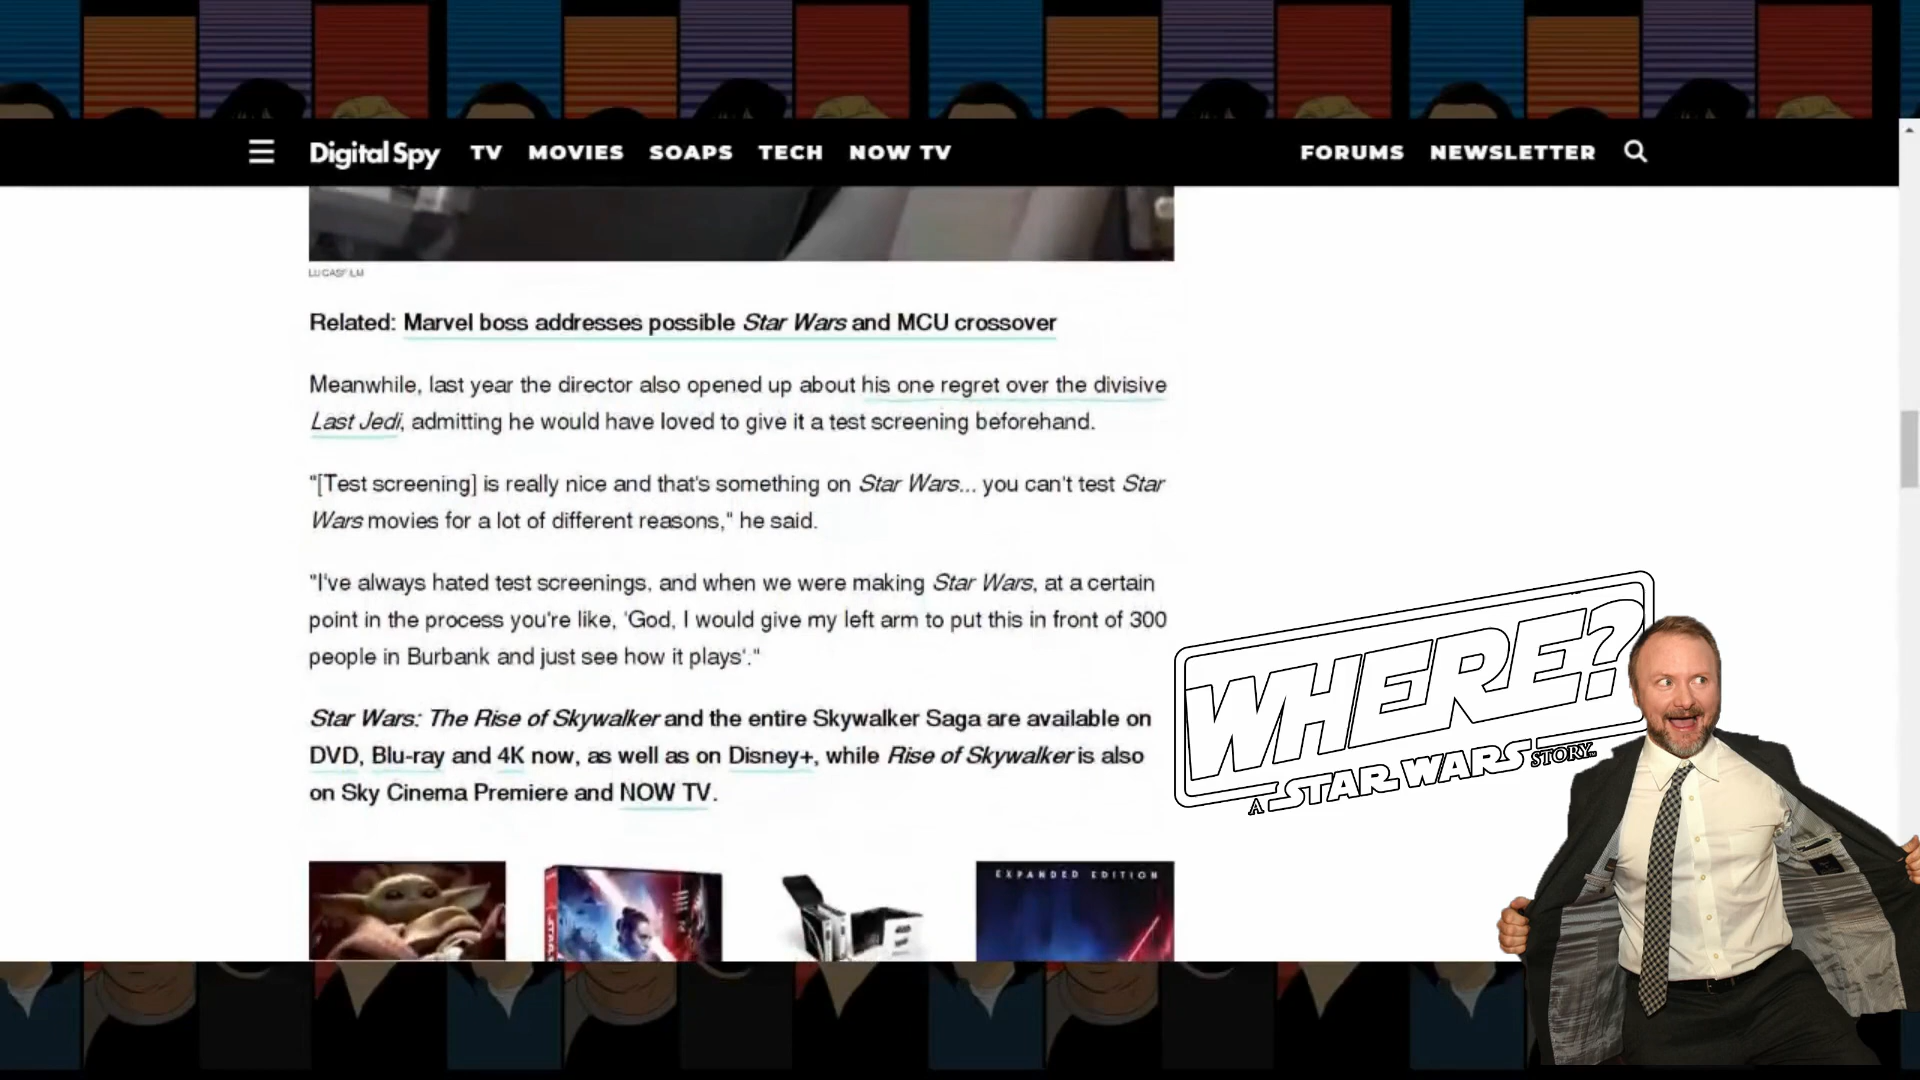 Digital Spy TV MOVIES SOAPS TECH NOW TV FORUMS NEWSLETTER
LUCASFILM
Related: Marvel boss addresses possible Star Wars and MCU crossover
Meanwhile, last year the director also opened up about his one regret over the divisive
Last Jedi, admitting he would have loved to give it a test screening beforehand.
"[Test screening] is really nice and that's something on Star Wars... you can't test Star
Wars movies for a lot of different reasons," he said.
"I've always hated test screenings, and when we were making Star Wars, at a certain
point in the process you're like, 'God, I would give my left arm to put this in front of 300
people in Burbank and just see how it plays'."
Star Wars: The Rise of Skywalker and the entire Skywalker Saga are available on
DVD, Blu-ray and 4K now, as well as on Disney+, while Rise of Skywalker is also
on Sky Cinema Premiere and NOW TV.
WHERE?
A STAR WARS STORY
EXPANDED EDITION